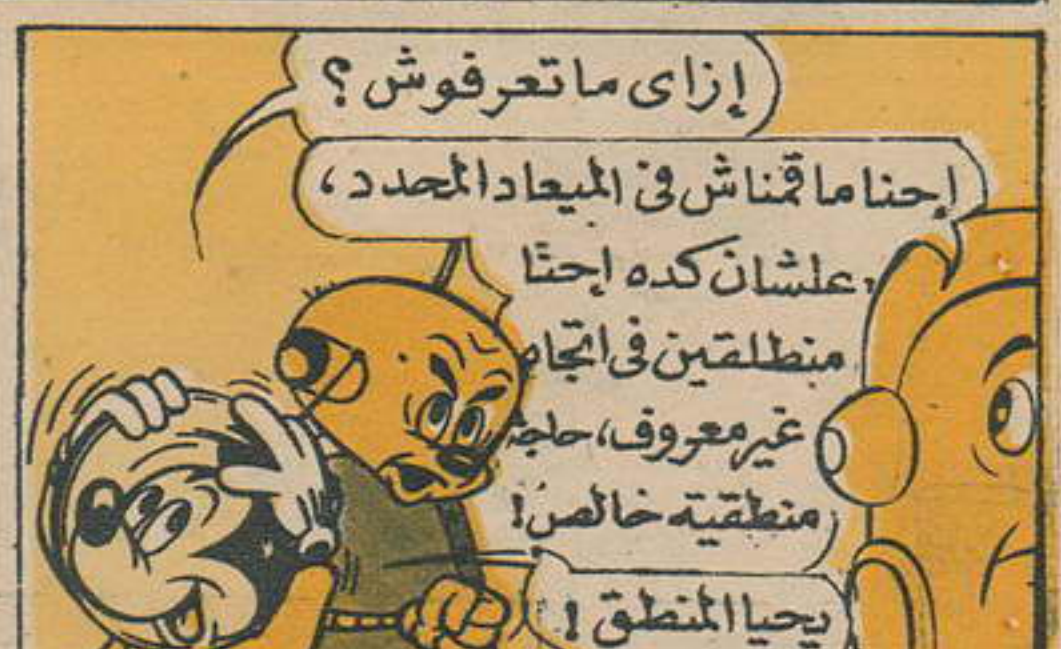 إزاى ماتعرفوش ؟
إحنا ماقمناش فى الميعاد المحدد،
علشان كده إحنا
منطلقين فى اتجاه
غير معروف، حاجة
منطقية خالص !
يحيا المنطق !